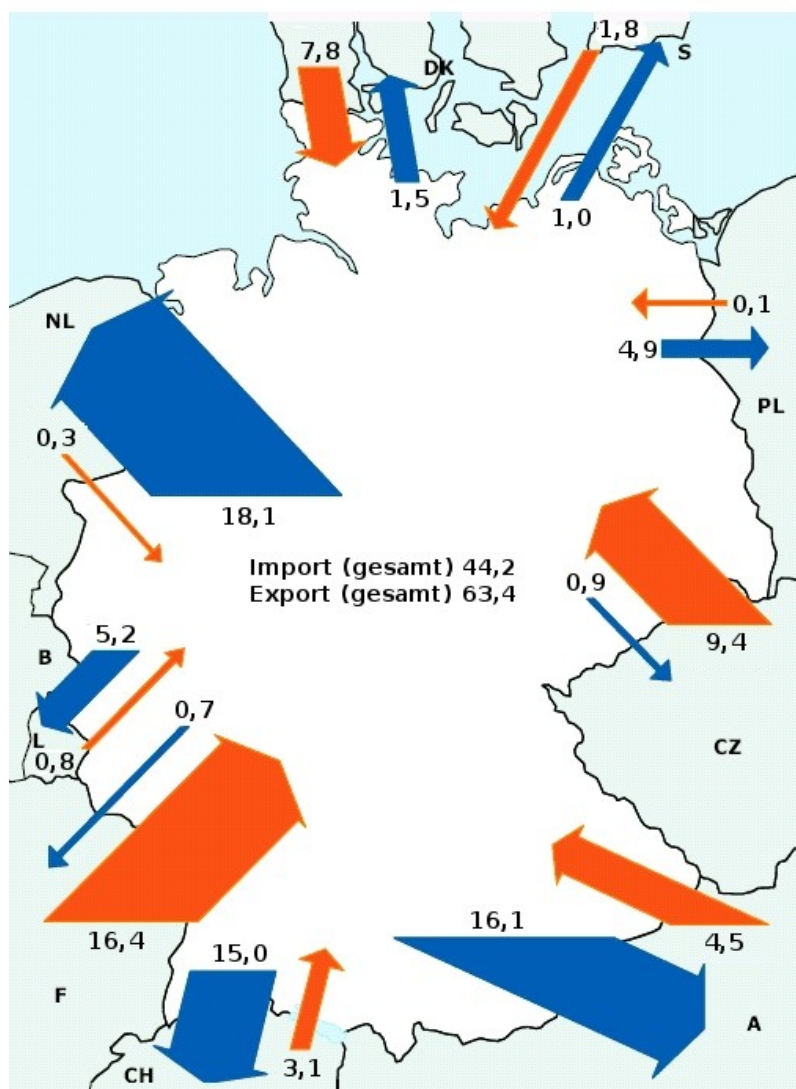 1,8
7,8
DK
S
1,5
1,0
0,1
NL
4,9
PL
0,3
18,1
Import (gesamt) 44,2
Export (gesamt) 63,4
0,9
5,2
9,4
B
0,7
L
0,8
CZ
16,4
16,1
4,5
15,0
F
A
3,1
CH